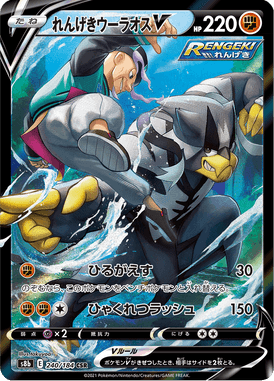 たね れんげきウーラオスV HP220
RENGEKI
れんげき
ひるがえす 30
のぞむなら、このポケモンをベンチポケモンと入れ替える。
ひゃくれつラッシュ 150
弱点 ×2 抵抗力 にげる
Vルール
ポケモンVがきぜつしたとき、相手はサイドを2枚とる。
s8b E 240/184 CSR
©2021 Pokémon/Nintendo/Creatures/GAME FREAK.